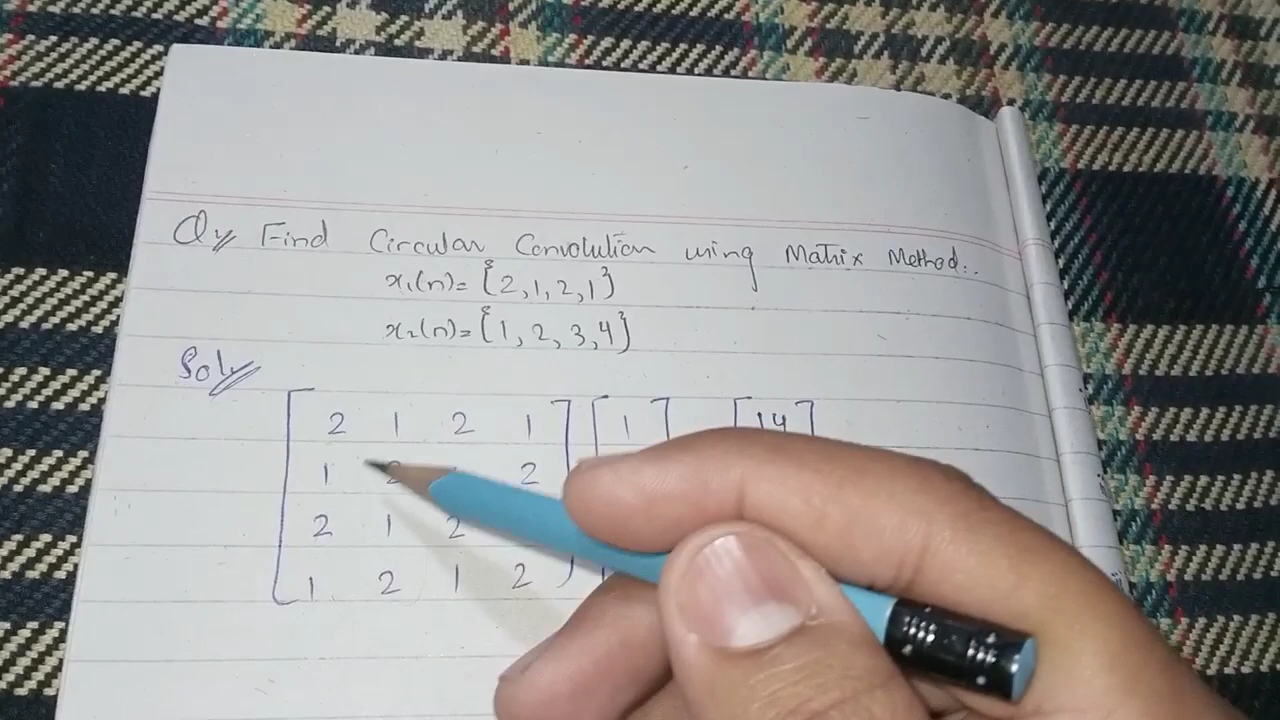 Q⁄ Find Circular Convolution using Matrix Method:.
x₁(n)= {2,1,2,1}
x₂(n)= {1,2,3,4}
Sol⁄
2 1 2 1 1 14
1 2 2
2 1 2
1 2 1 2